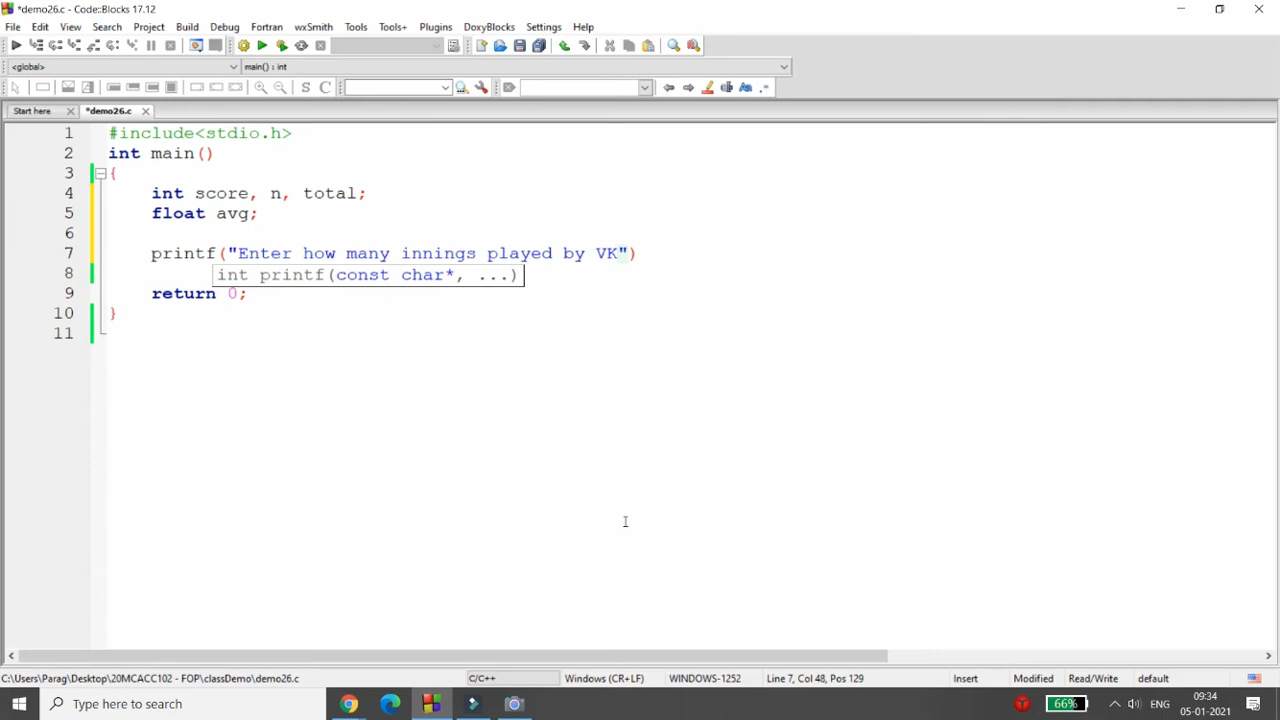 *demo26.c - Code::Blocks 17.12
File Edit View Search Project Build Debug Fortran wxSmith Tools Tools+ Plugins DoxyBlocks Settings Help
<global> main() : int
S C
Start here *demo26.c
1 #include<stdio.h>
2 int main()
3 {
4 int score, n, total;
5 float avg;
6
7 printf("Enter how many innings played by VK")
8 int printf(const char*, ...)
9 return 0;
10 }
11
C:\Users\Parag\Desktop\20MCACC102 - FOP\classDemo\demo26.c C/C++ Windows (CR+LF) WINDOWS-1252 Line 7, Col 48, Pos 129 Insert Modified Read/Write default
Type here to search 66% ENG 09:34
05-01-2021